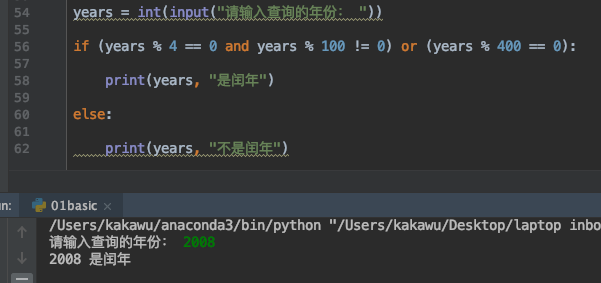 54 years = int(input("请输入查询的年份： "))
55
56 if (years % 4 == 0 and years % 100 != 0) or (years % 400 == 0):
57
58 print(years, "是闰年")
59
60 else:
61
62 print(years, "不是闰年")
un: 01basic ×
/Users/kakawu/anaconda3/bin/python "/Users/kakawu/Desktop/laptop inbo
请输入查询的年份： 2008
2008 是闰年